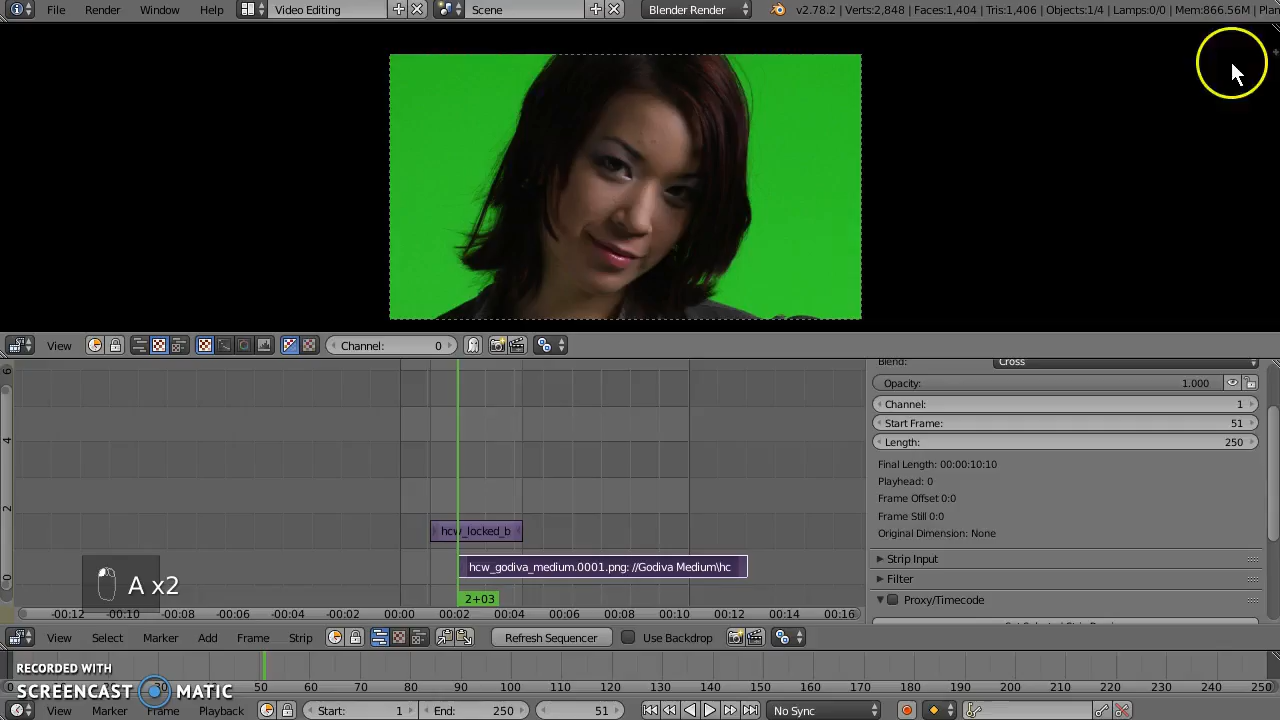 File Render Window Help Video Editing Scene Blender Render v2.78.2 | Verts:2,848 | Faces:1,404 | Tris:1,406 | Objects:1/4 | Lamps:0/0 | Mem:866.56M | Plan
View Channel: 0
Blend: Cross
Opacity: 1.000
Channel: 1
Start Frame: 51
Length: 250
Final Length: 00:00:10:10
Playhead: 0
Frame Offset 0:0
Frame Still 0:0
Original Dimension: None
Strip Input
Filter
Proxy/Timecode
6
4
2
0
hcw_locked_b
hcw_godiva_medium.0001.png: //Godiva Medium\hc
A x2
2+03
-00:12 -00:10 -00:08 -00:06 -00:04 -00:02 00:00 00:02 00:04 00:06 00:08 00:10 00:12 00:14 00:16
View Select Marker Add Frame Strip Refresh Sequencer Use Backdrop
RECORDED WITH
SCREENCAST MATIC
50 60 70 80 90 100 110 120 130 140 150 160 170 180 190 200 210 220 230 240 250
View Marker Frame Playback Start: 1 End: 250 51 No Sync